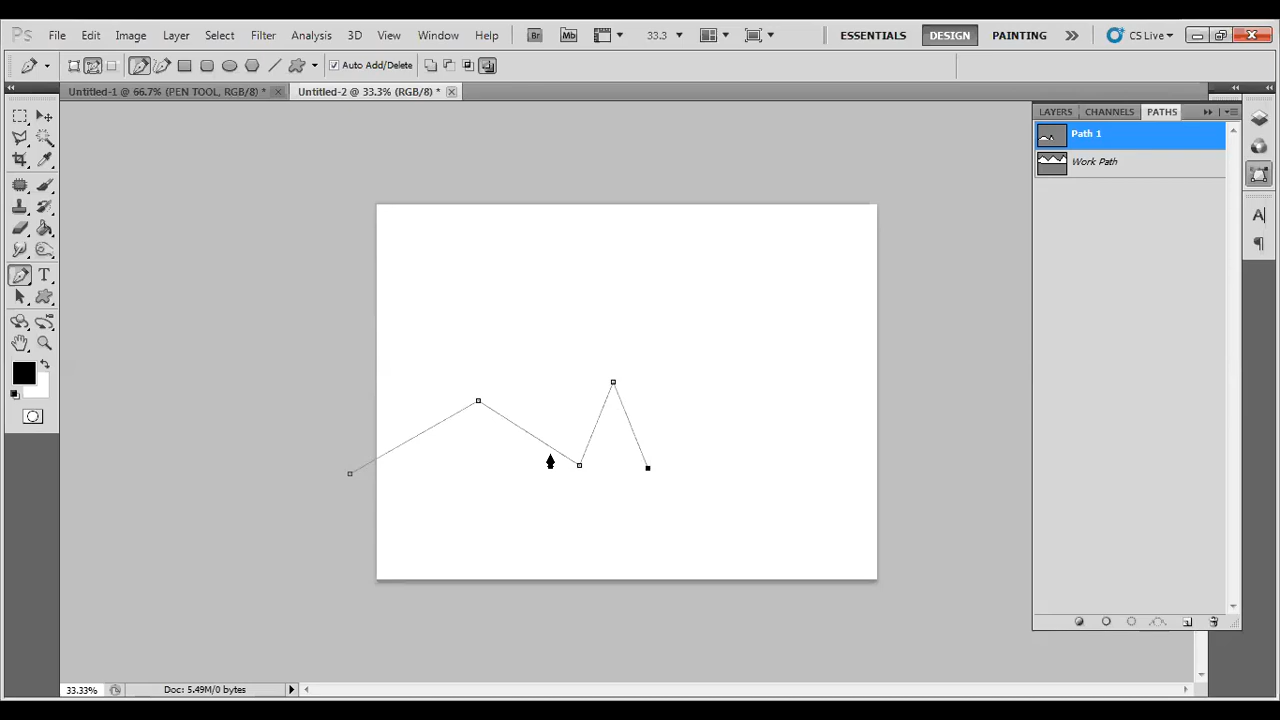 Ps File Edit Image Layer Select Filter Analysis 3D View Window Help Br Mb 33.3 ESSENTIALS DESIGN PAINTING CS Live
Auto Add/Delete
Untitled-1 @ 66.7% (PEN TOOL, RGB/8) * Untitled-2 @ 33.3% (RGB/8) *
LAYERS CHANNELS PATHS
Path 1
Work Path
T
A
33.33% Doc: 5.49M/0 bytes